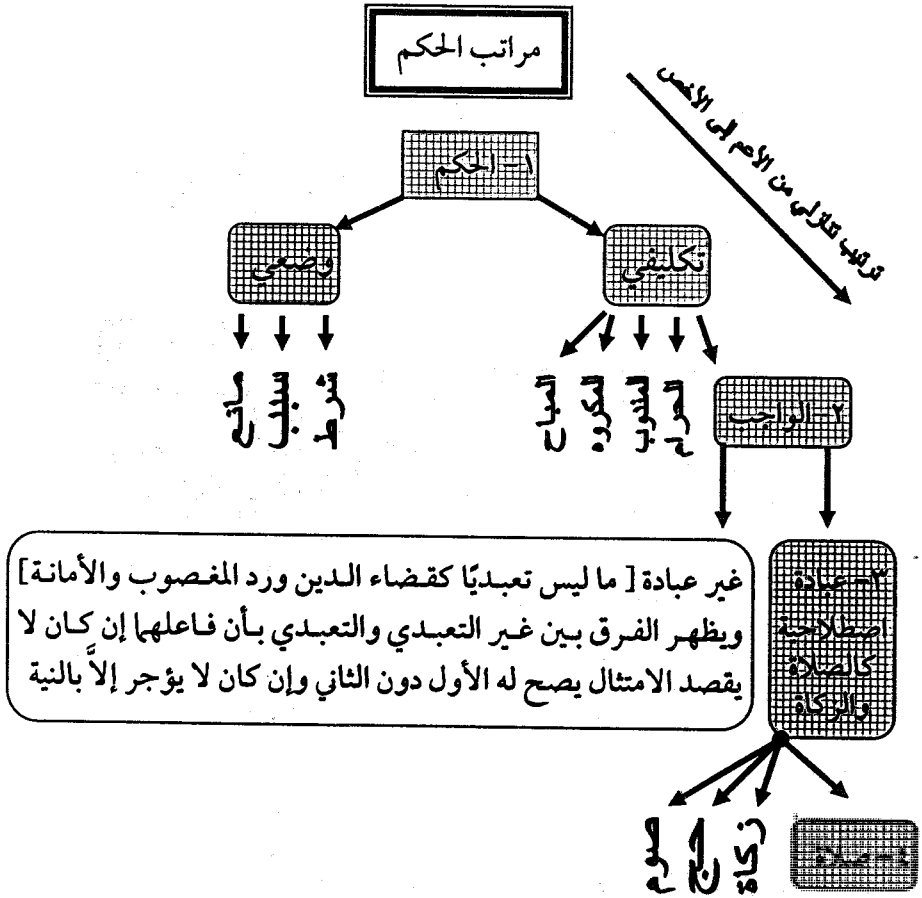 مراتب الحكم
ترتيب تنازلي من الأعم إلى الأخص
١- الحكم
تكليفي
وضعي
٢- الواجب
الحرام
المندوب
المكروه
المباح
شرط
سبب
مانع
٣- عبادة
اصطلاحية
كالصلاة
والزكاة
غير عبادة [ ما ليس تعبديًا كقضاء الدين ورد المغصوب والأمانة]
ويظهر الفرق بين غير التعبدي والتعبدي بأن فاعلهما إن كان لا
يقصد الامتثال يصح له الأول دون الثاني وإن كان لا يؤجر إلاَّ بالنية
٤- صلاة
زكاة
حج
صوم